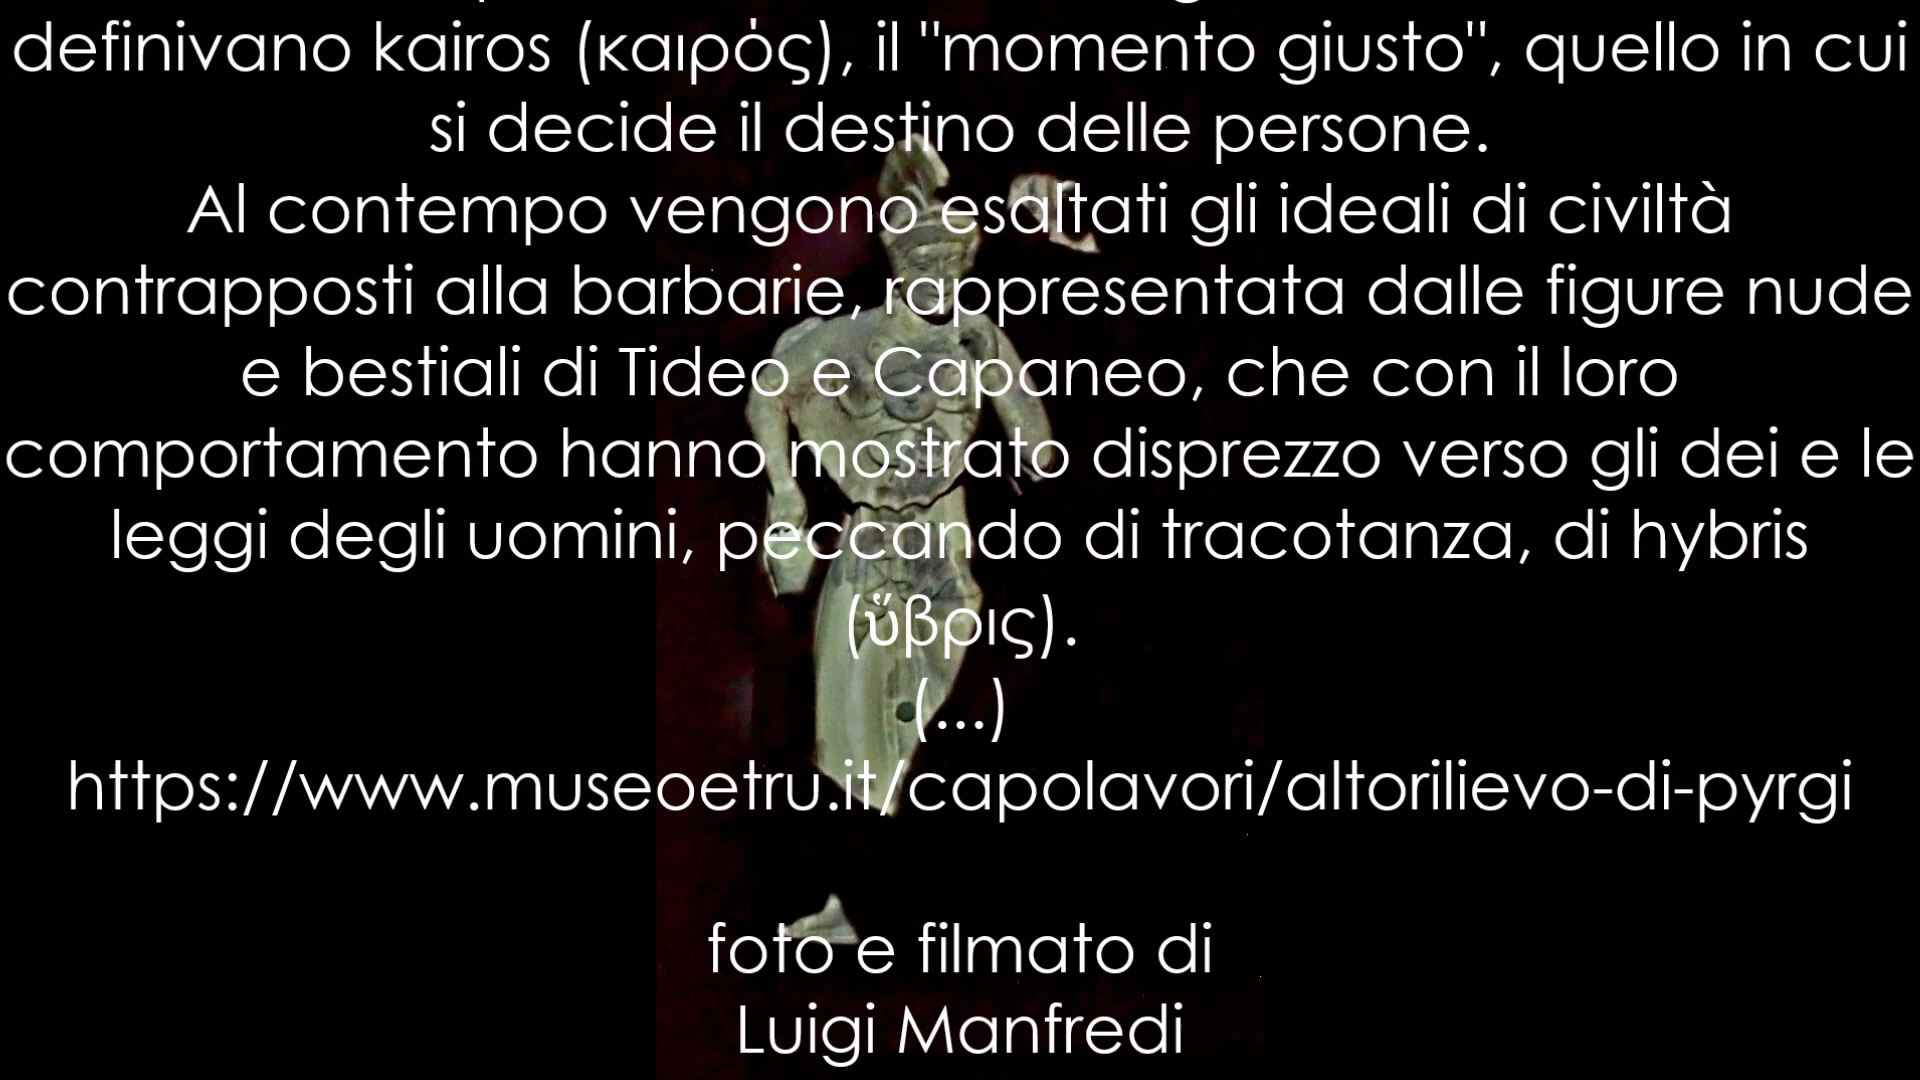 definivano kairos (καιρός), il "momento giusto", quello in cui
si decide il destino delle persone.
Al contempo vengono esaltati gli ideali di civiltà
contrapposti alla barbarie, rappresentata dalle figure nude
e bestiali di Tideo e Capaneo, che con il loro
comportamento hanno mostrato disprezzo verso gli dei e le
leggi degli uomini, peccando di tracotanza, di hybris
(ὕβρις).
(...)
https://www.museoetru.it/capolavori/altorilievo-di-pyrgi
foto e filmato di
Luigi Manfredi